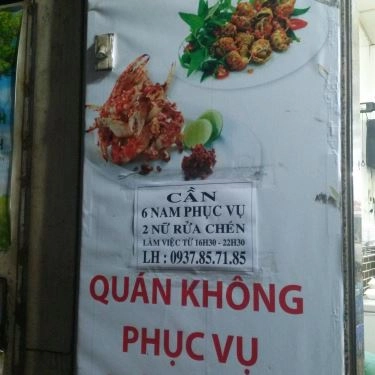 CẦN
6 NAM PHỤC VỤ
2 NỮ RỬA CHÉN
LÀM VIỆC TỪ 16H30 - 22H30
LH : 0937.85.71.85
QUÁN KHÔNG
PHỤC VỤ